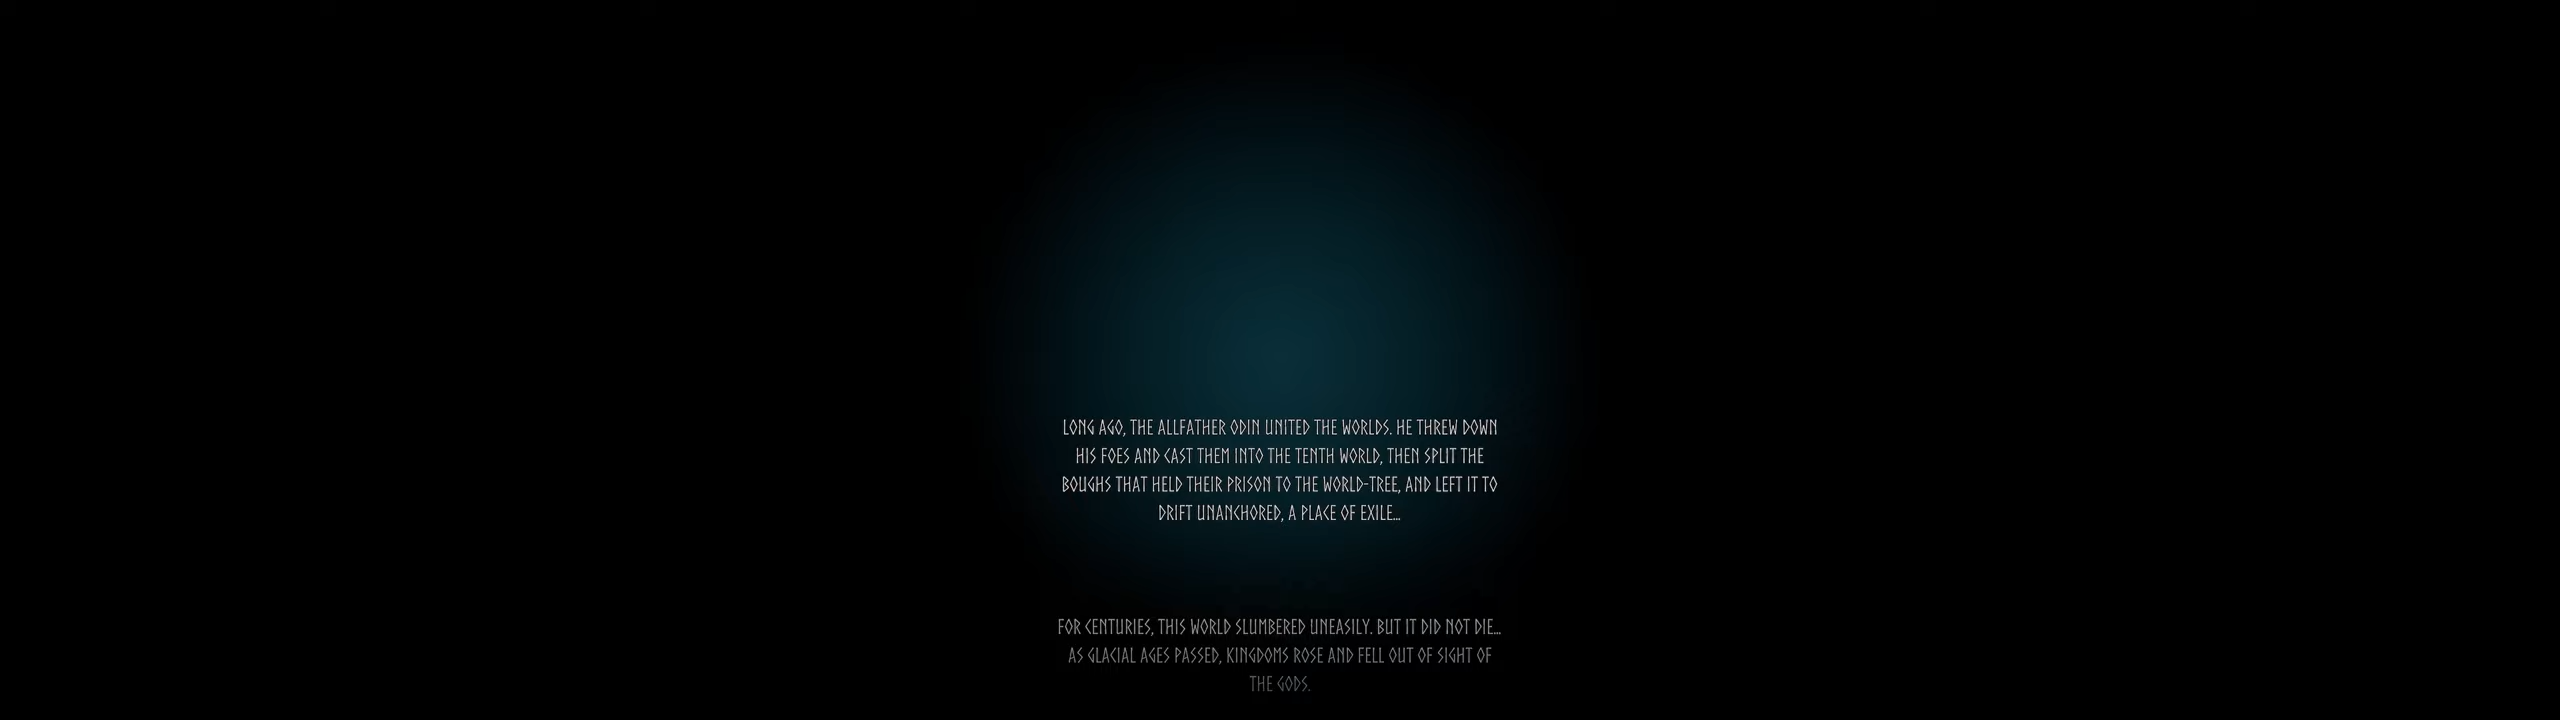 LONG AGO, THE ALLFATHER ODIN UNITED THE WORLDS. HE THREW DOWN
HIS FOES AND CAST THEM INTO THE TENTH WORLD, THEN SPLIT THE
BOUGHS THAT HELD THEIR PRISON TO THE WORLD-TREE, AND LEFT IT TO
DRIFT UNANCHORED, A PLACE OF EXILE...
FOR CENTURIES, THIS WORLD SLUMBERED UNEASILY. BUT IT DID NOT DIE...
AS GLACIAL AGES PASSED, KINGDOMS ROSE AND FELL OUT OF SIGHT OF
THE GODS.